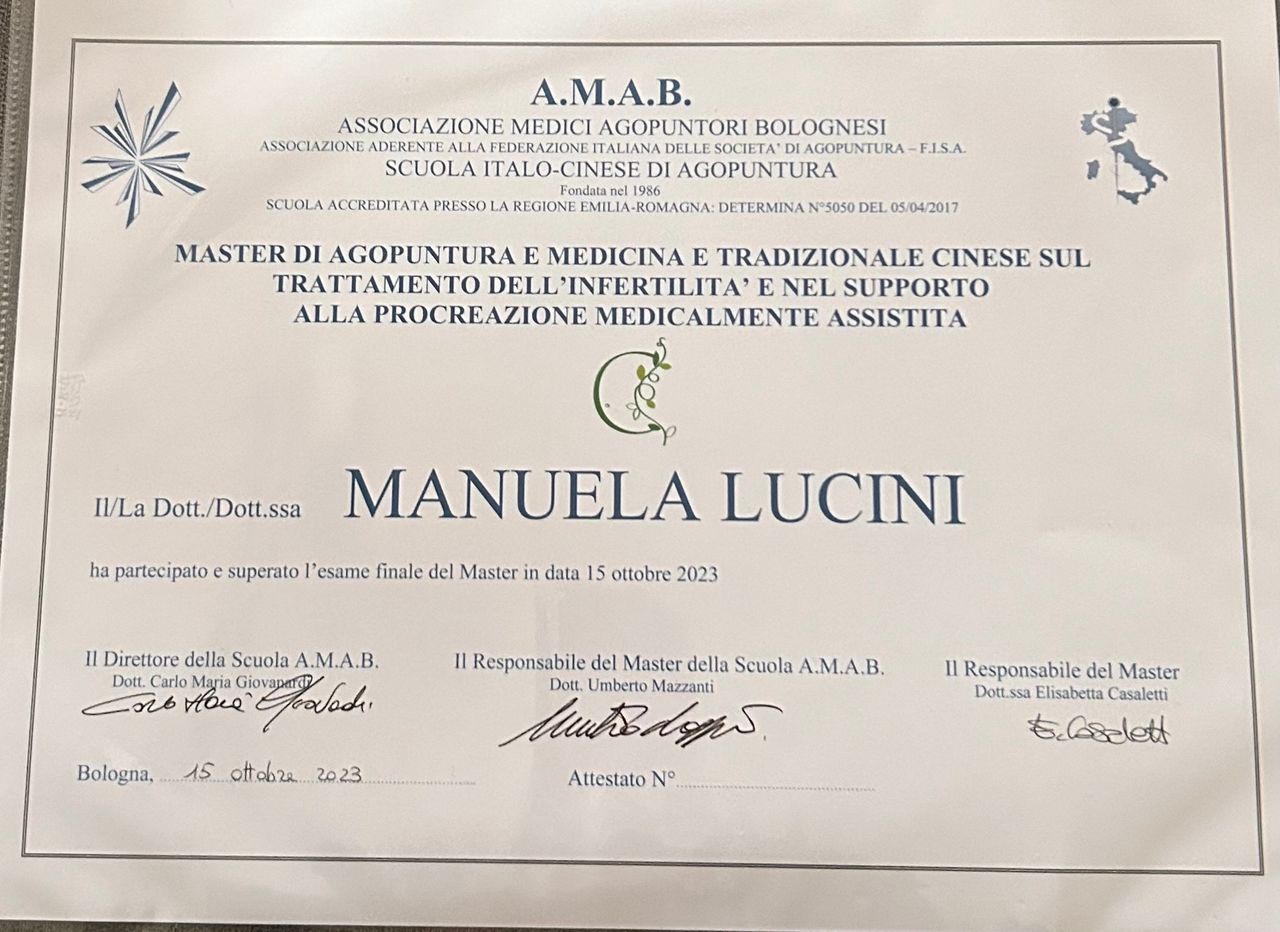 A.M.A.B.
ASSOCIAZIONE MEDICI AGOPUNTORI BOLOGNESI
ASSOCIAZIONE ADERENTE ALLA FEDERAZIONE ITALIANA DELLE SOCIETA' DI AGOPUNTURA – F.I.S.A.
SCUOLA ITALO-CINESE DI AGOPUNTURA
Fondata nel 1986
SCUOLA ACCREDITATA PRESSO LA REGIONE EMILIA-ROMAGNA: DETERMINA N°5050 DEL 05/04/2017
MASTER DI AGOPUNTURA E MEDICINA E TRADIZIONALE CINESE SUL
TRATTAMENTO DELL'INFERTILITA' E NEL SUPPORTO
ALLA PROCREAZIONE MEDICALMENTE ASSISTITA
Il/La Dott./Dott.ssa MANUELA LUCINI
ha partecipato e superato l'esame finale del Master in data 15 ottobre 2023
Il Direttore della Scuola A.M.A.B.
Dott. Carlo Maria Giovanardi
Il Responsabile del Master della Scuola A.M.A.B.
Dott. Umberto Mazzanti
Il Responsabile del Master
Dott.ssa Elisabetta Casaletti
E. Casaletti
Bologna, 15 ottobre 2023
Attestato N°